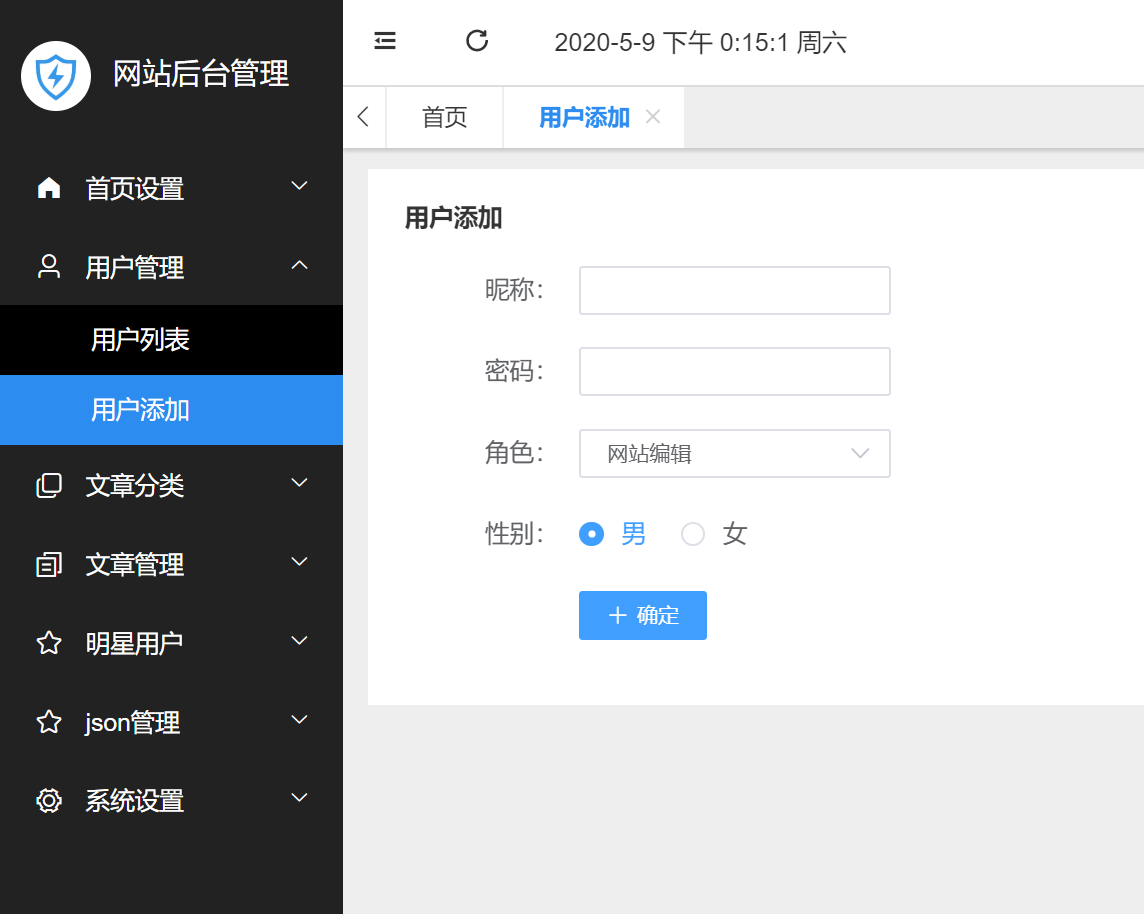 网站后台管理
2020-5-9 下午 0:15:1 周六
首页
用户添加
首页设置
用户管理
用户列表
用户添加
文章分类
文章管理
明星用户
json管理
系统设置
用户添加
昵称：
密码：
角色： 网站编辑
性别： 男 女
确定